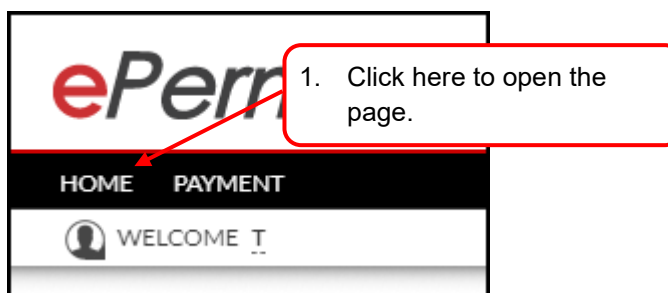 ePerm
1. Click here to open the
page.
HOME PAYMENT
WELCOME T